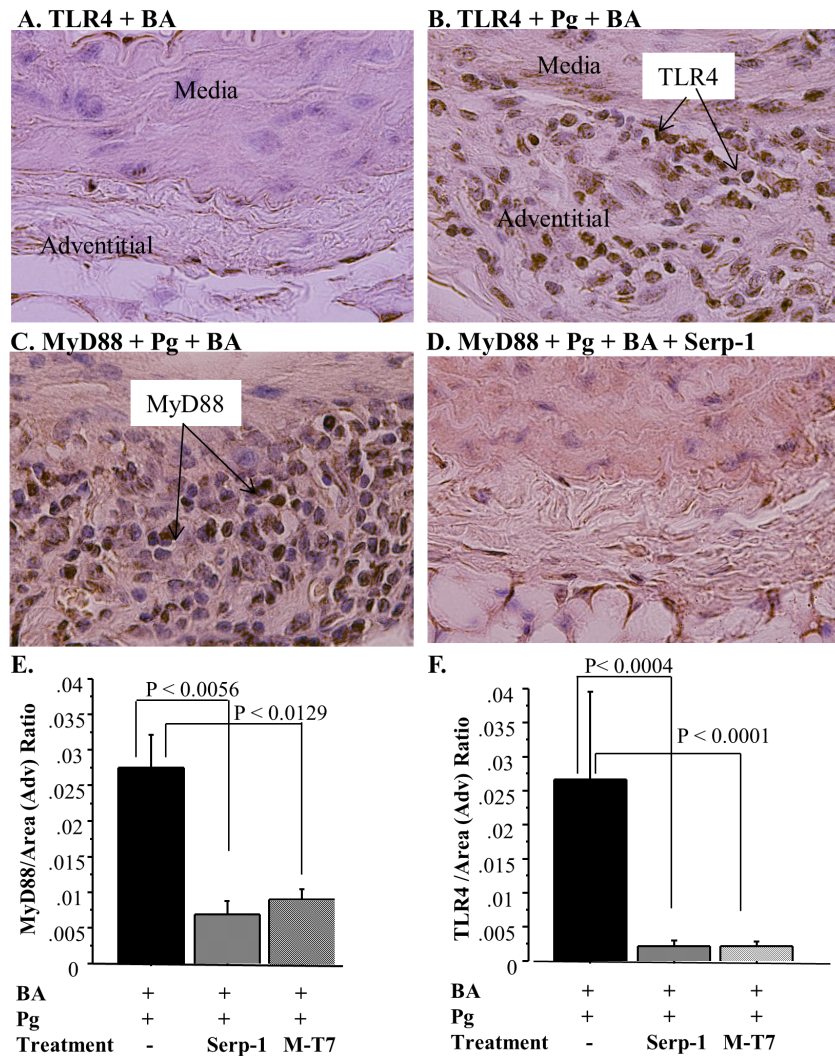 A. TLR4 + BA
B. TLR4 + Pg + BA
Media
Adventitial
Media
TLR4
Adventitial
C. MyD88 + Pg + BA
D. MyD88 + Pg + BA + Serp-1
MyD88
E.
MyD88/Area (Adv) Ratio
.04
.035
.03
.025
.02
.015
.01
.005
0
P < 0.0056
P < 0.0129
BA + + +
Pg + + +
Treatment - Serp-1 M-T7
F.
TLR4 /Area (Adv) Ratio
.04
.035
.03
.025
.02
.015
.01
.005
0
P< 0.0004
P < 0.0001
BA + + +
Pg + + +
Treatment - Serp-1 M-T7